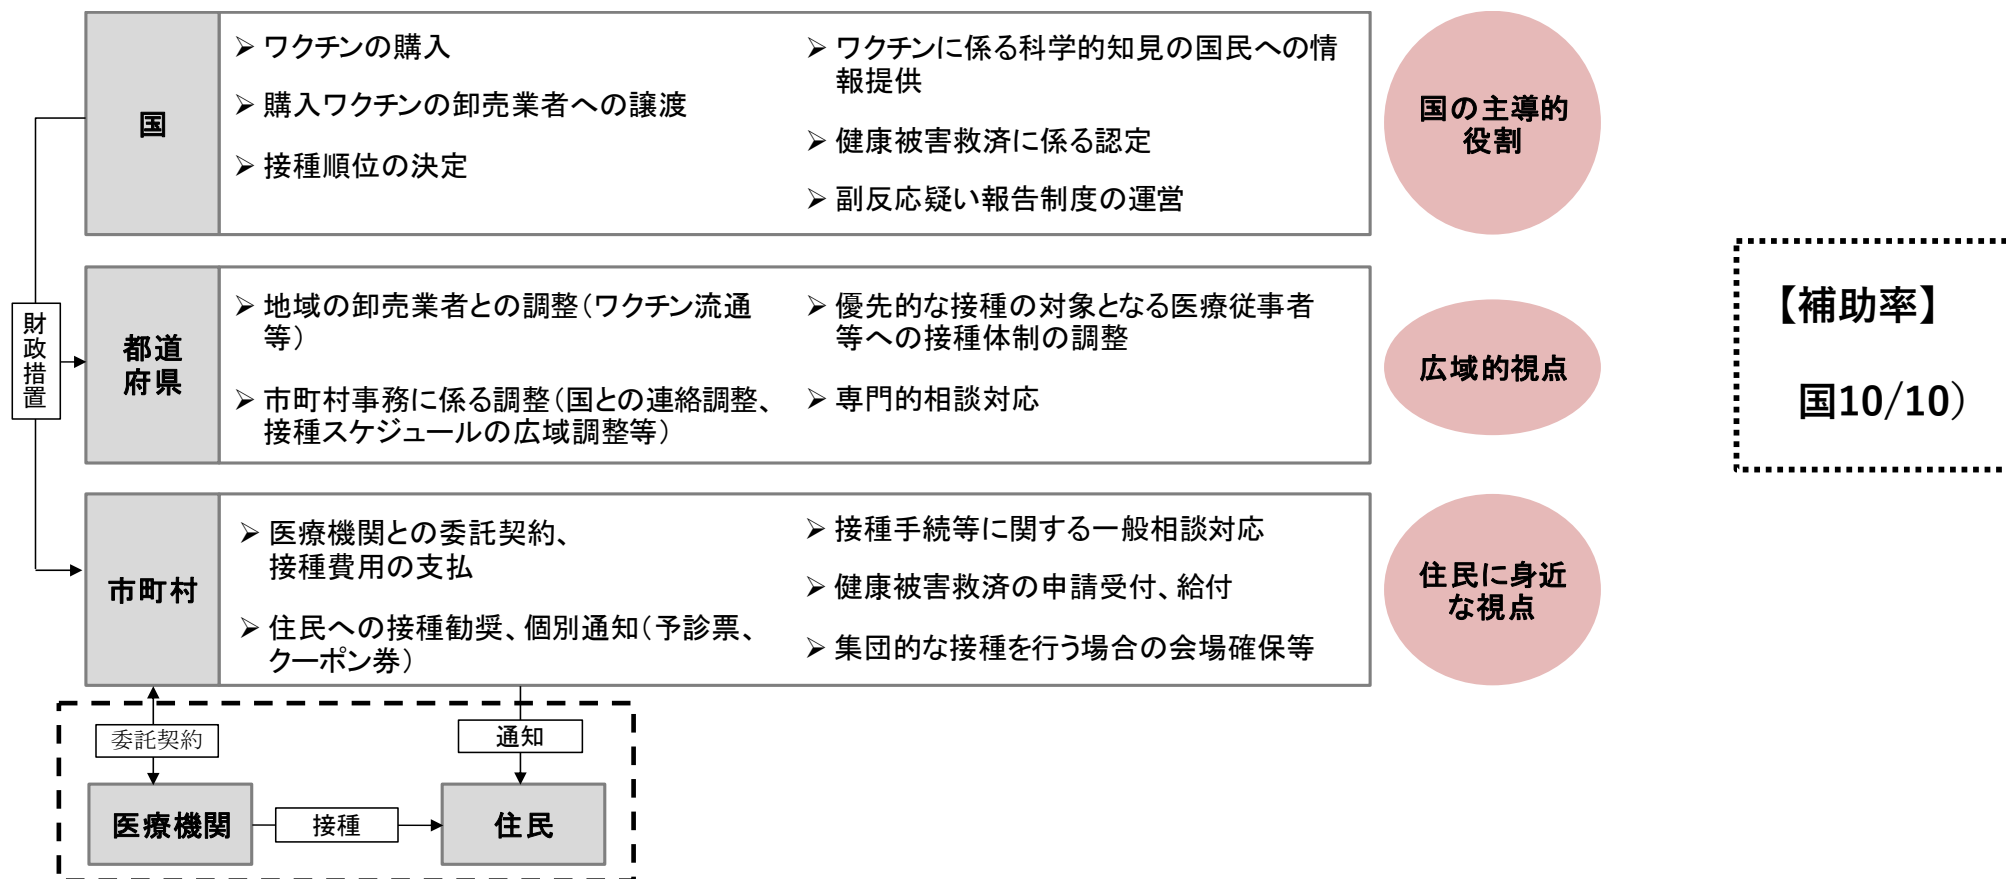 国
➢ ワクチンの購入
➢ 購入ワクチンの卸売業者への譲渡
➢ 接種順位の決定
➢ ワクチンに係る科学的知見の国民への情
報提供
➢ 健康被害救済に係る認定
➢ 副反応疑い報告制度の運営
国の主導的
役割
財政措置
都道
府県
➢ 地域の卸売業者との調整（ワクチン流通
等）
➢ 市町村事務に係る調整（国との連絡調整、
接種スケジュールの広域調整等）
➢ 優先的な接種の対象となる医療従事者
等への接種体制の調整
➢ 専門的相談対応
広域的視点
【補助率】
国10/10）
市町村
➢ 医療機関との委託契約、
接種費用の支払
➢ 住民への接種勧奨、個別通知（予診票、
クーポン券）
➢ 接種手続等に関する一般相談対応
➢ 健康被害救済の申請受付、給付
➢ 集団的な接種を行う場合の会場確保等
住民に身近
な視点
委託契約
通知
医療機関
接種
住民